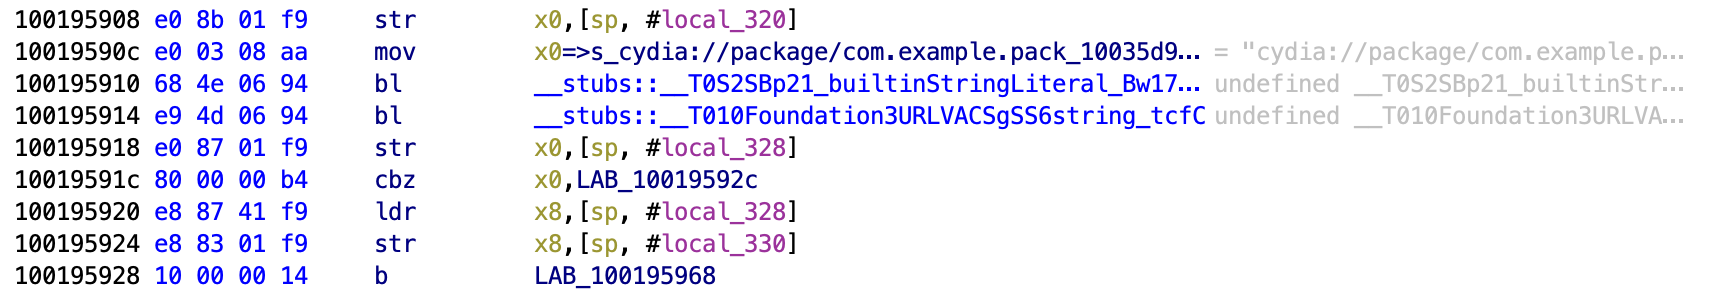 100195908 e0 8b 01 f9 str x0,[sp, #local_320]
10019590c e0 03 08 aa mov x0=>s_cydia://package/com.example.pack_10035d9... = "cydia://package/com.example.p...
100195910 68 4e 06 94 bl __stubs::__T0S2SBp21_builtinStringLiteral_Bw17... undefined __T0S2SBp21_builtinStr...
100195914 e9 4d 06 94 bl __stubs::__T010Foundation3URLVACSgSS6string_tcfC undefined __T010Foundation3URLVA...
100195918 e0 87 01 f9 str x0,[sp, #local_328]
10019591c 80 00 00 b4 cbz x0,LAB_10019592c
100195920 e8 87 41 f9 ldr x8,[sp, #local_328]
100195924 e8 83 01 f9 str x8,[sp, #local_330]
100195928 10 00 00 14 b LAB_100195968